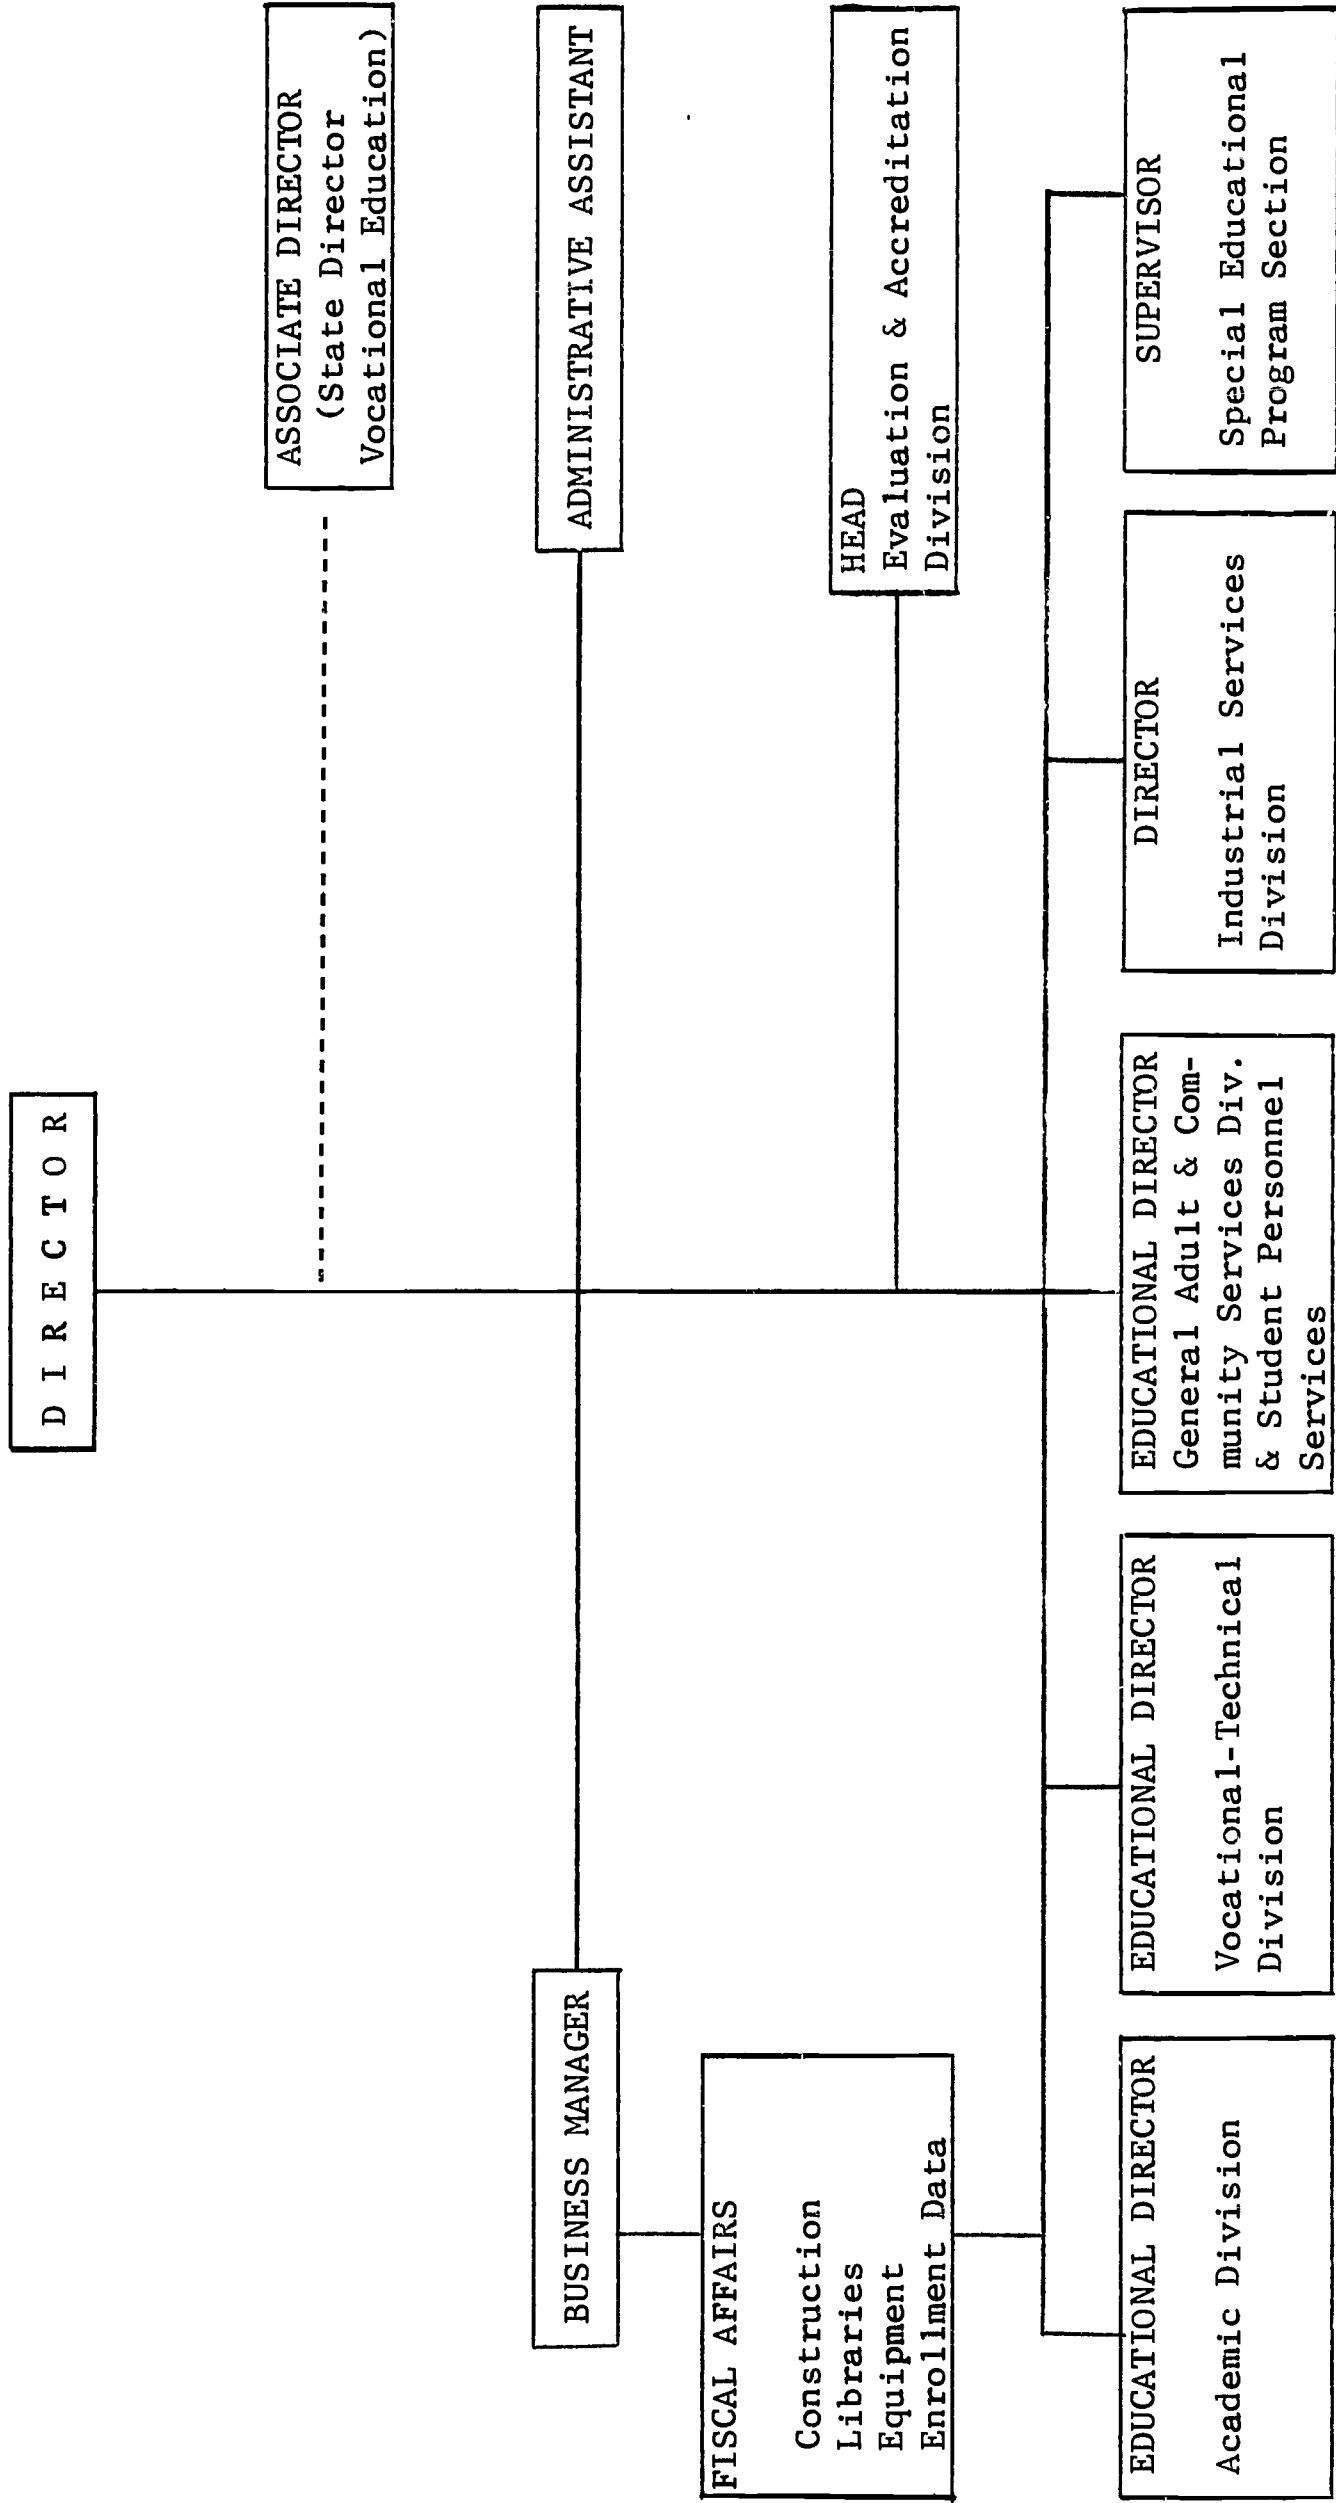 D I R E C T O R
ASSOCIATE DIRECTOR
(State Director
Vocational Education)
BUSINESS MANAGER
ADMINISTRATIVE ASSISTANT
FISCAL AFFAIRS
Construction
Libraries
Equipment
Enrollment Data
HEAD
Evaluation & Accreditation
Division
EDUCATIONAL DIRECTOR
Academic Division
EDUCATIONAL DIRECTOR
Vocational-Technical
Division
EDUCATIONAL DIRECTOR
General Adult & Com-
munity Services Div.
& Student Personnel
Services
DIRECTOR
Industrial Services
Division
SUPERVISOR
Special Educational
Program Section